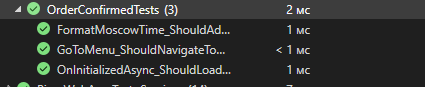 OrderConfirmedTests (3) 2 мс
FormatMoscowTime_ShouldAd... 1 мс
GoToMenu_ShouldNavigateTo... < 1 мс
OnInitializedAsync_ShouldLoad... 1 мс